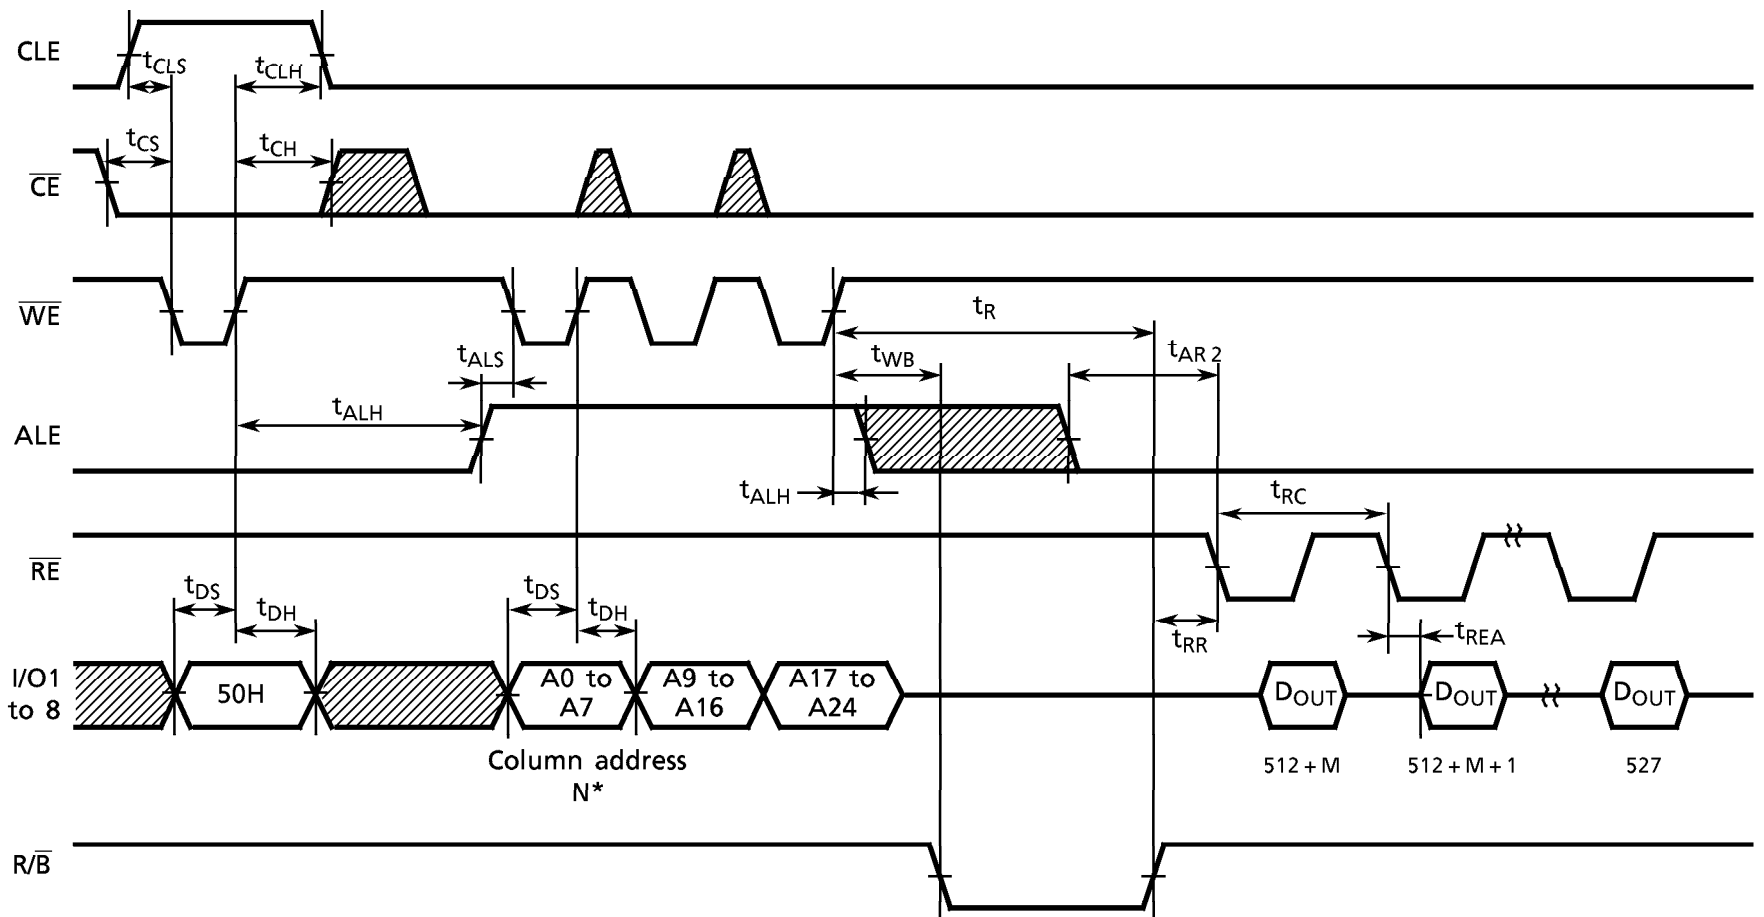 CLE
tCLS
tCLH
CE
tCS
tCH
WE
tR
tALS
tWB
tAR 2
ALE
tALH
tALH
tRC
RE
tDS
tDH
tDS
tDH
tRR
tREA
I/O1
to 8
50H
A0 to
A7
A9 to
A16
A17 to
A24
DOUT
DOUT
DOUT
Column address
N*
512 + M
512 + M + 1
527
R/B